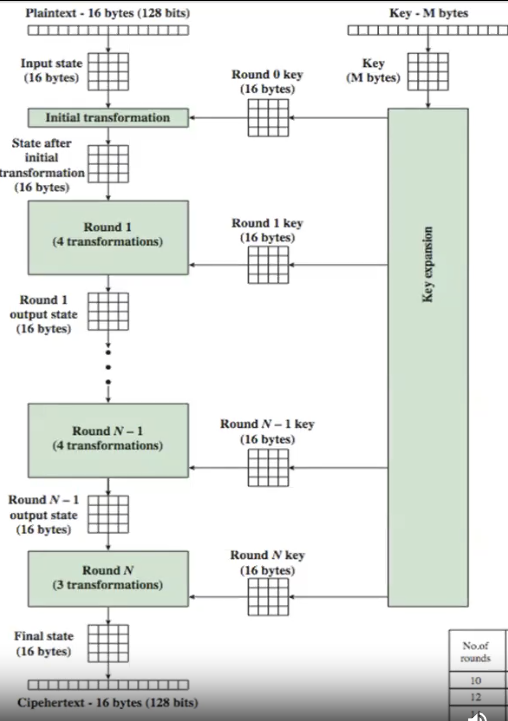 Plaintext - 16 bytes (128 bits)
Key - M bytes
Input state
(16 bytes)
Key
(M bytes)
Round 0 key
(16 bytes)
Initial transformation
State after
initial
transformation
(16 bytes)
Round 1
(4 transformations)
Round 1 key
(16 bytes)
Key expansion
Round 1
output state
(16 bytes)
Round N – 1
(4 transformations)
Round N – 1 key
(16 bytes)
Round N – 1
output state
(16 bytes)
Round N
(3 transformations)
Round N key
(16 bytes)
Final state
(16 bytes)
No.of
rounds
10
12
Cipehertext - 16 bytes (128 bits)